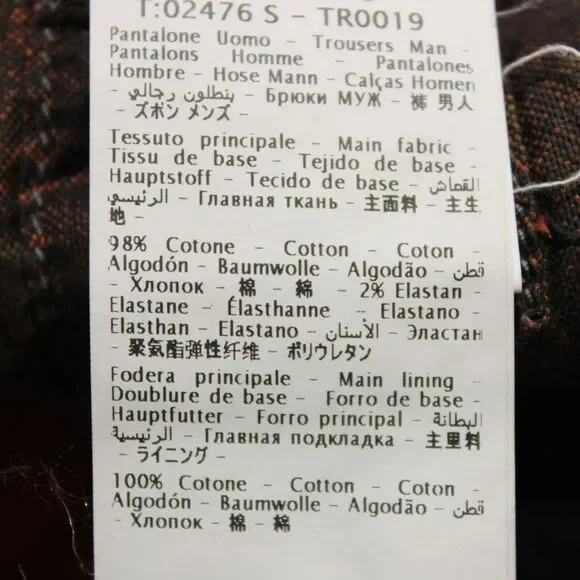 T:02476 S - TR0019
Pantalone Uomo - Trousers Man -
Pantalons Homme - Pantalones
Hombre - Hose Mann - Calças Homen
- بنطلون رجالي - Брюки МУЖ - 裤 男人
- ズボン メンズ -
Tessuto principale - Main fabric -
Tissu de base - Tejido de base -
Hauptstoff - Tecido de base - القماش
الرئيسي - Главная ткань - 主面料 - 主生
地 -
98% Cotone - Cotton - Coton -
Algodón - Baumwolle - Algodão - قطن
- Хлопок - 棉 - 綿 - 2% Elastan -
Elastane - Élasthanne - Elastano -
Elasthan - Elastano - الأسنان - Эластан
- 聚氨酯弹性纤维 - ポリウレタン
Fodera principale - Main lining -
Doublure de base - Forro de base -
Hauptfutter - Forro principal - البطانة
الرئيسية - Главная подкладка - 主里料
- ライニング -
100% Cotone - Cotton - Coton -
Algodón - Baumwolle - Algodão - قطن
- Хлопок - 棉 - 綿